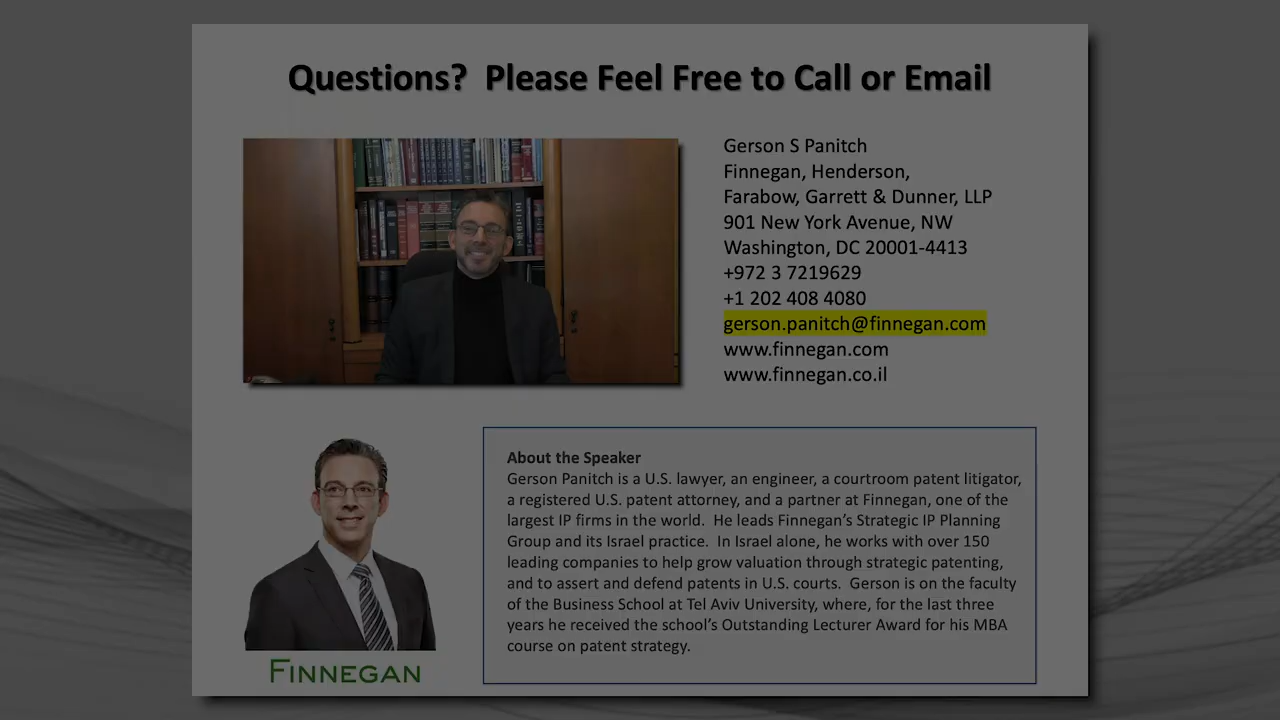 Questions? Please Feel Free to Call or Email
Gerson S Panitch
Finnegan, Henderson,
Farabow, Garrett & Dunner, LLP
901 New York Avenue, NW
Washington, DC 20001-4413
+972 3 7219629
+1 202 408 4080
gerson.panitch@finnegan.com
www.finnegan.com
www.finnegan.co.il
About the Speaker
Gerson Panitch is a U.S. lawyer, an engineer, a courtroom patent litigator,
a registered U.S. patent attorney, and a partner at Finnegan, one of the
largest IP firms in the world. He leads Finnegan's Strategic IP Planning
Group and its Israel practice. In Israel alone, he works with over 150
leading companies to help grow valuation through strategic patenting,
and to assert and defend patents in U.S. courts. Gerson is on the faculty
of the Business School at Tel Aviv University, where, for the last three
years he received the school's Outstanding Lecturer Award for his MBA
course on patent strategy.
FINNEGAN